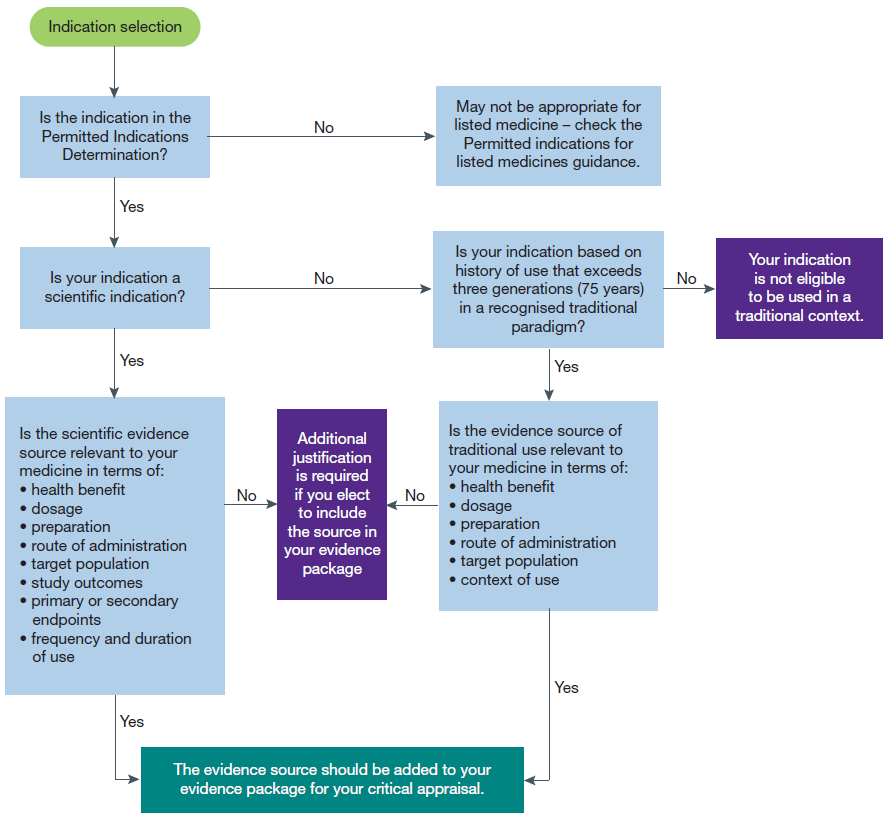 Indication selection
Is the indication in the
Permitted Indications
Determination?
No
May not be appropriate for
listed medicine – check the
Permitted indications for
listed medicines guidance.
Yes
Is your indication a
scientific indication?
No
Is your indication based on
history of use that exceeds
three generations (75 years)
in a recognised traditional
paradigm?
No
Your indication
is not eligible
to be used in a
traditional context.
Yes
Yes
Is the scientific evidence
source relevant to your
medicine in terms of:
• health benefit
• dosage
• preparation
• route of administration
• target population
• study outcomes
• primary or secondary
endpoints
• frequency and duration
of use
No
Additional
justification
is required
if you elect
to include
the source in
your evidence
package
No
Is the evidence source of
traditional use relevant to
your medicine in terms of:
• health benefit
• dosage
• preparation
• route of administration
• target population
• context of use
Yes
Yes
The evidence source should be added to your
evidence package for your critical appraisal.